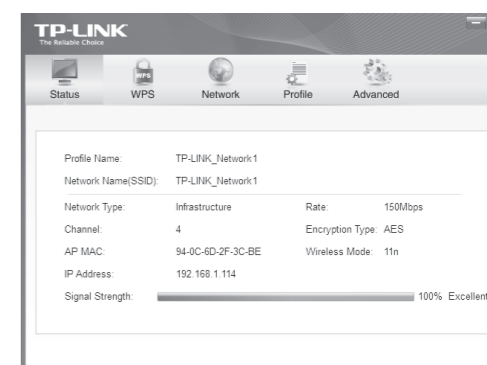 TP-LINK
The Reliable Choice
WPS
Status WPS Network Profile Advanced
Profile Name: TP-LINK_Network1
Network Name(SSID): TP-LINK_Network1
Network Type: Infrastructure Rate: 150Mbps
Channel: 4 Encryption Type: AES
AP MAC: 94-0C-6D-2F-3C-BE Wireless Mode: 11n
IP Address: 192.168.1.114
Signal Strength: 100% Excellent